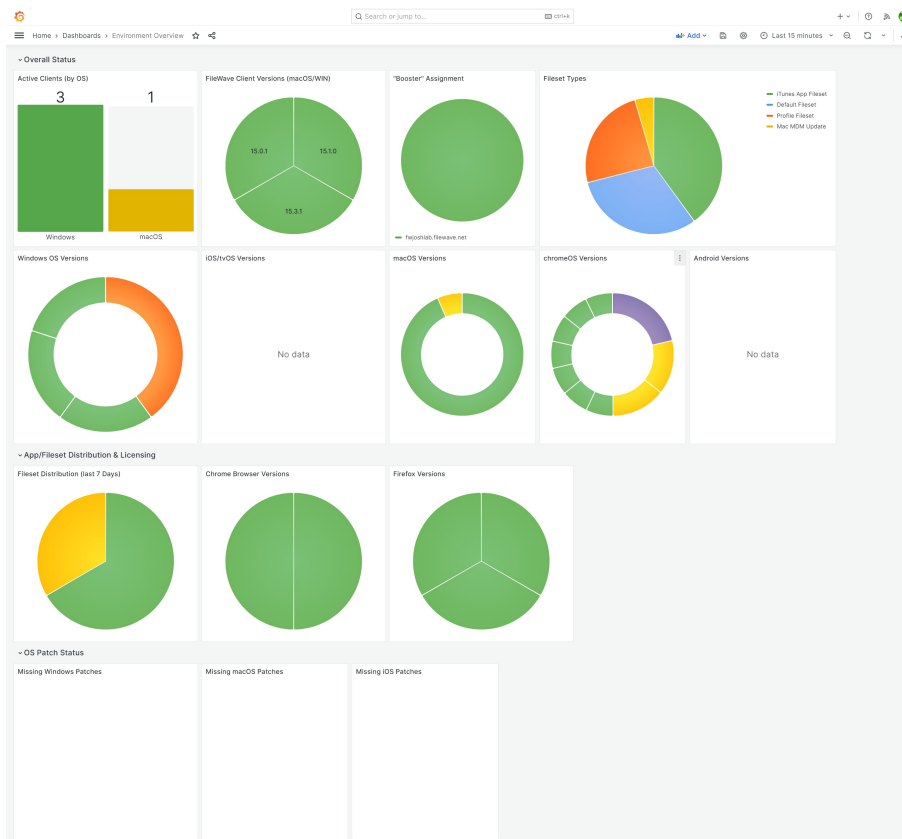 Search or jump to...
ctrl+k
Home › Dashboards › Environment Overview
Add
Last 15 minutes
Overall Status
Active Clients (by OS)
3
1
Windows
macOS
FileWave Client Versions (macOS/WIN)
15.0.1
15.1.0
15.3.1
"Booster" Assignment
fwjoshlab.filewave.net
Fileset Types
iTunes App Fileset
Default Fileset
Profile Fileset
Mac MDM Update
Windows OS Versions
iOS/tvOS Versions
No data
macOS Versions
chromeOS Versions
Android Versions
No data
App/Fileset Distribution & Licensing
Fileset Distribution (last 7 Days)
Chrome Browser Versions
Firefox Versions
OS Patch Status
Missing Windows Patches
Missing macOS Patches
Missing iOS Patches